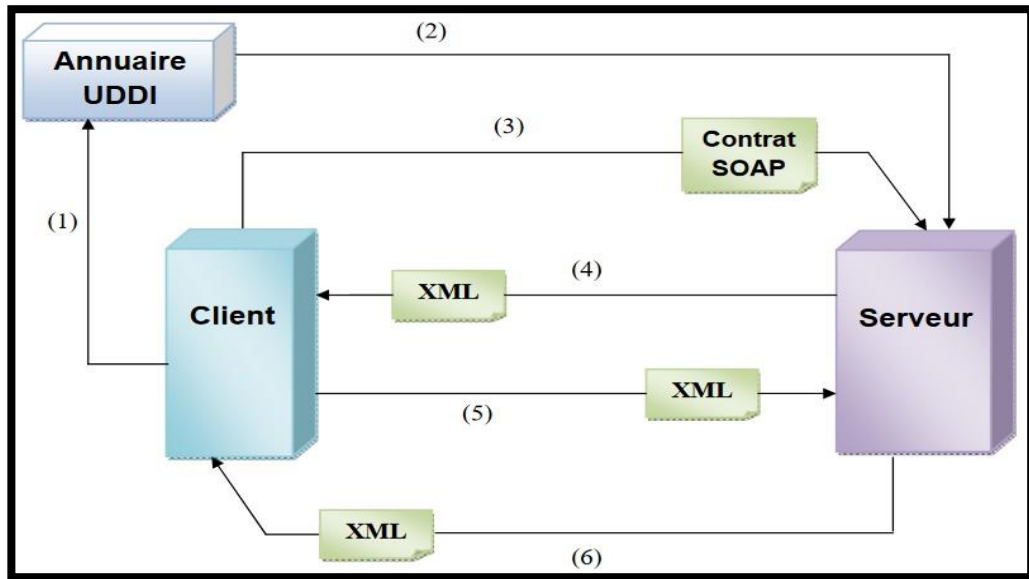 (2)
Annuaire
UDDI
(3)
Contrat
SOAP
(1)
(4)
XML
Client
Serveur
XML
(5)
XML
(6)